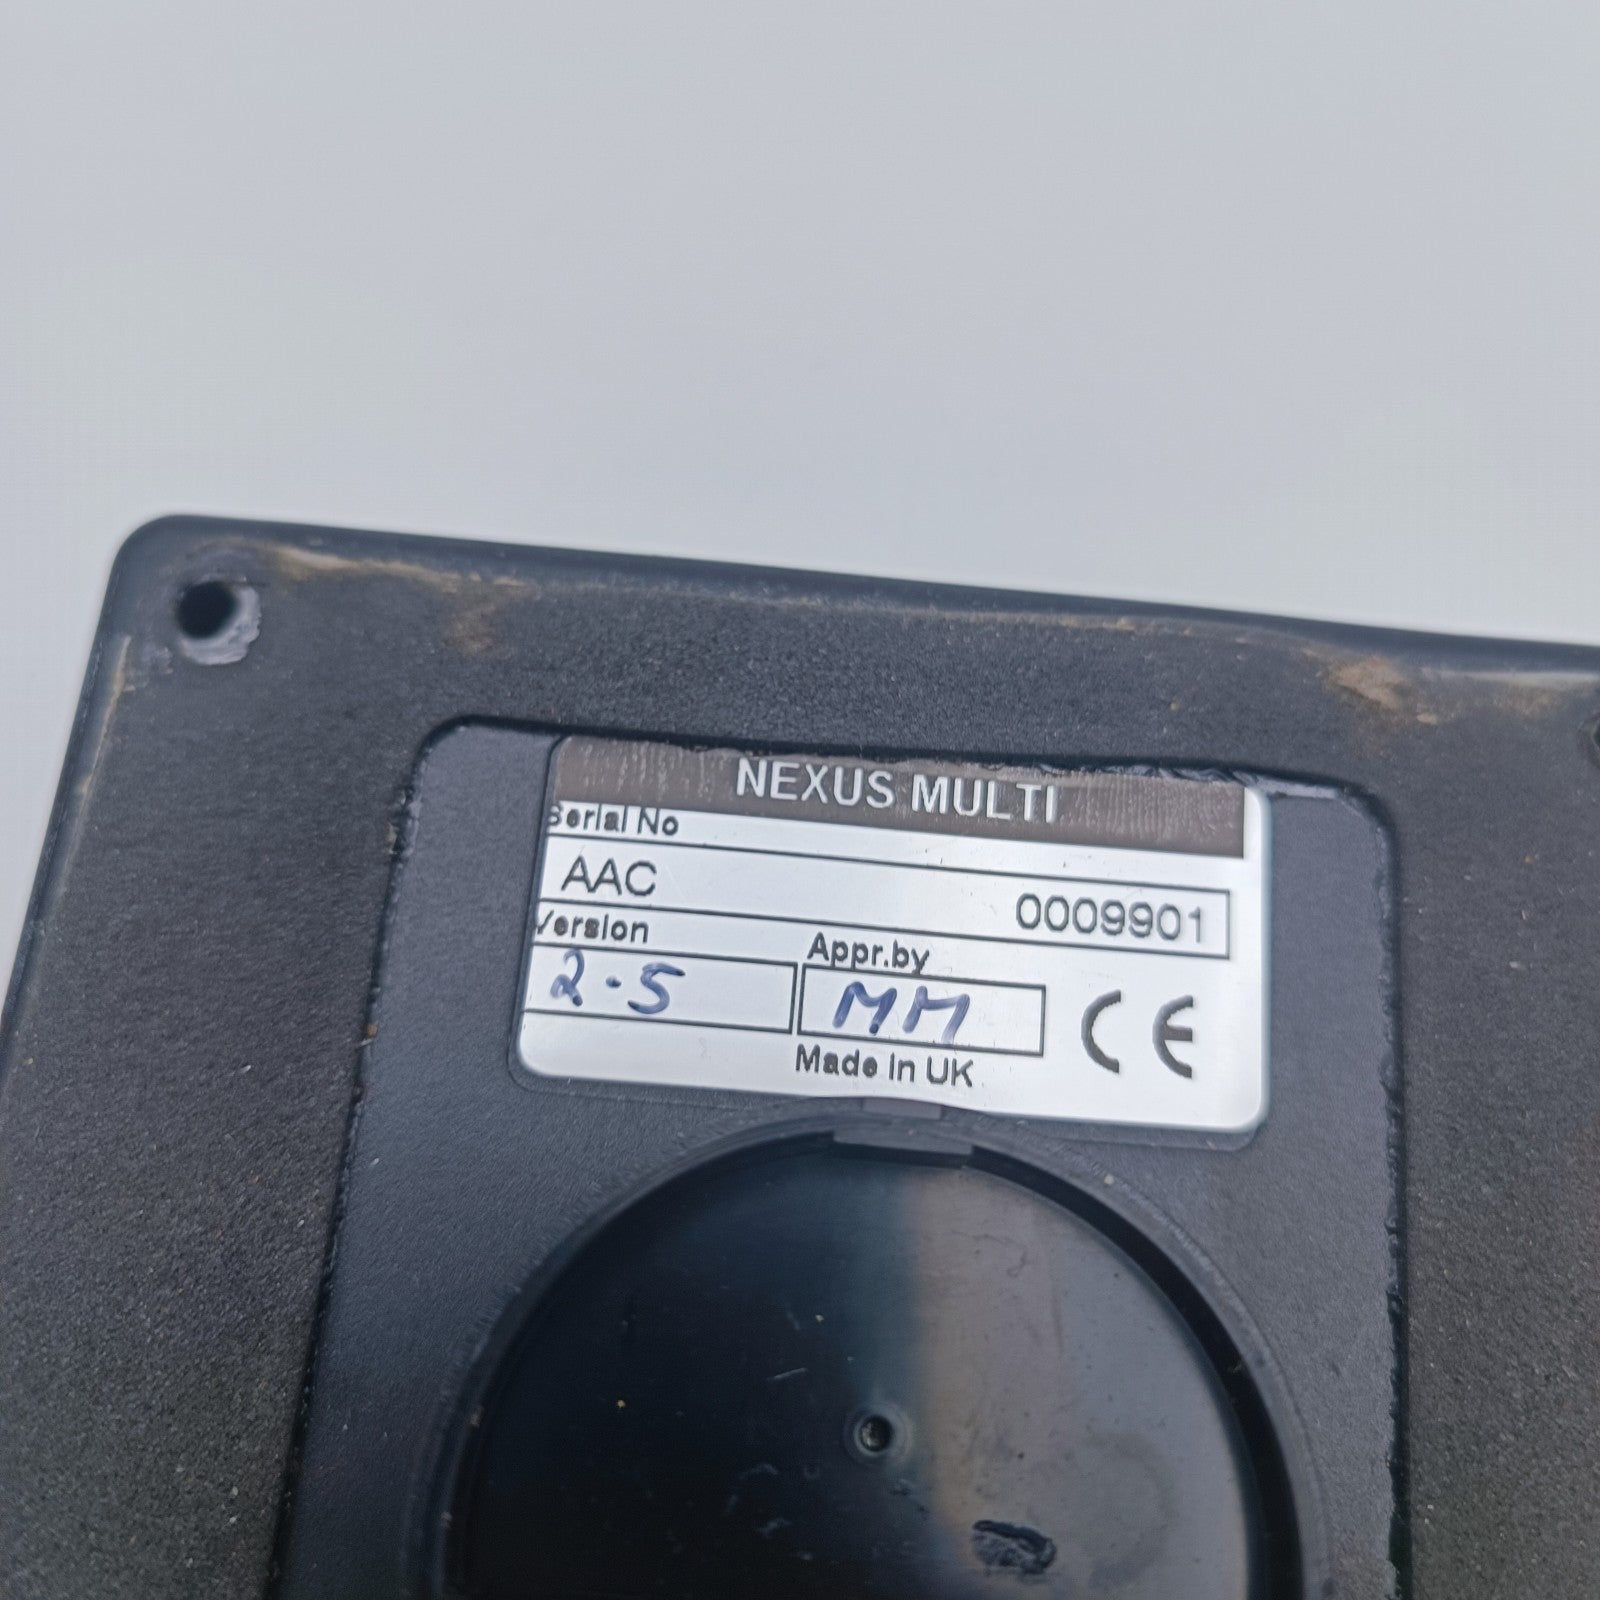 NEXUS MULTI
Serial No
AAC 0009901
Version Appr.by
2.5 MM
CE
Made in UK